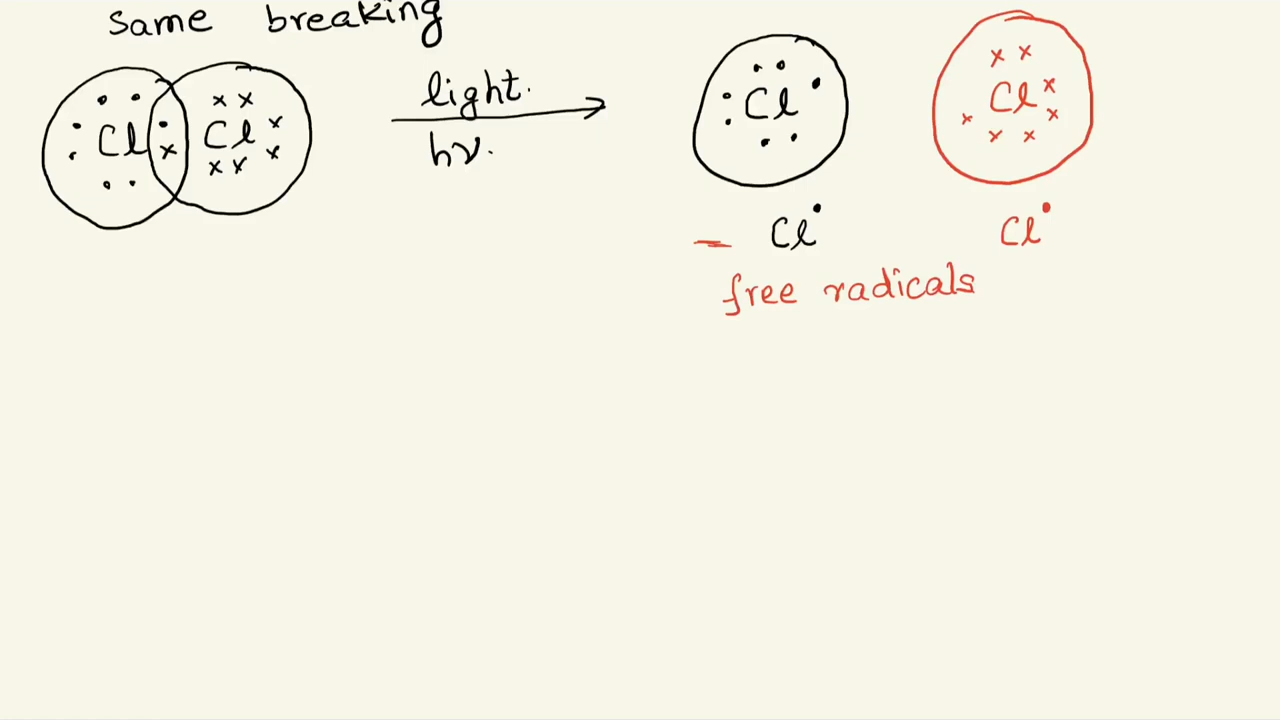 Same breaking
light.
hν.
Cl Cl
Cl
Cl
Cl• Cl•
- free radicals